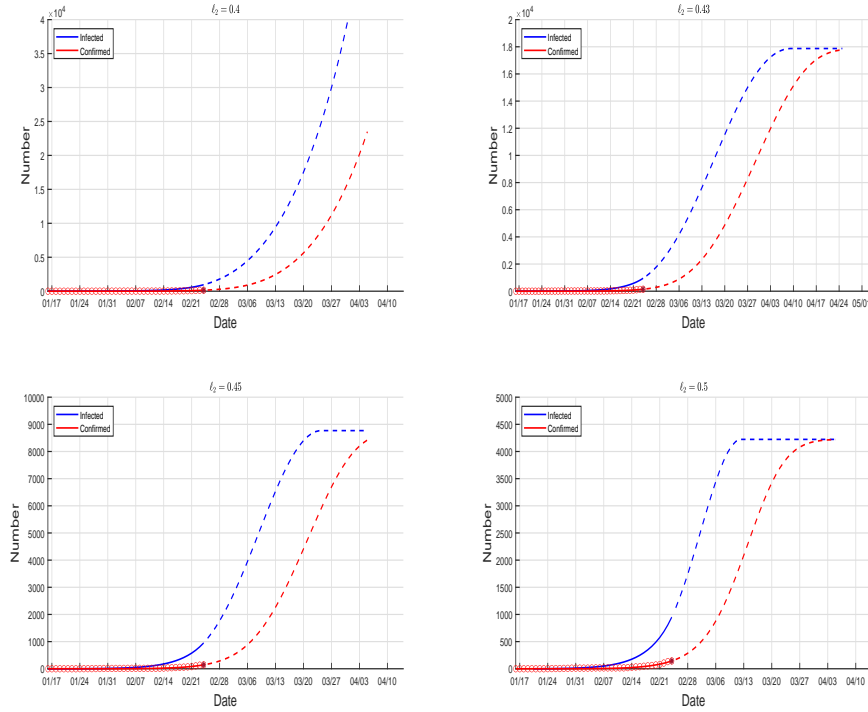 ℓ₂ = 0.4
×10⁴
4
3.5
3
2.5
2
1.5
1
0.5
0
Number
Infected
Confirmed
01/17 01/24 01/31 02/07 02/14 02/21 02/28 03/06 03/13 03/20 03/27 04/03 04/10
Date
ℓ₂ = 0.43
×10⁴
2
1.8
1.6
1.4
1.2
1
0.8
0.6
0.4
0.2
0
Number
Infected
Confirmed
01/17 01/24 01/31 02/07 02/14 02/21 02/28 03/06 03/13 03/20 03/27 04/03 04/10 04/17 04/24 05/01
Date
ℓ₂ = 0.45
10000
9000
8000
7000
6000
5000
4000
3000
2000
1000
0
Number
Infected
Confirmed
01/17 01/24 01/31 02/07 02/14 02/21 02/28 03/06 03/13 03/20 03/27 04/03 04/10
Date
ℓ₂ = 0.5
5000
4500
4000
3500
3000
2500
2000
1500
1000
500
0
Number
Infected
Confirmed
01/17 01/24 01/31 02/07 02/14 02/21 02/28 03/06 03/13 03/20 03/27 04/03 04/10
Date